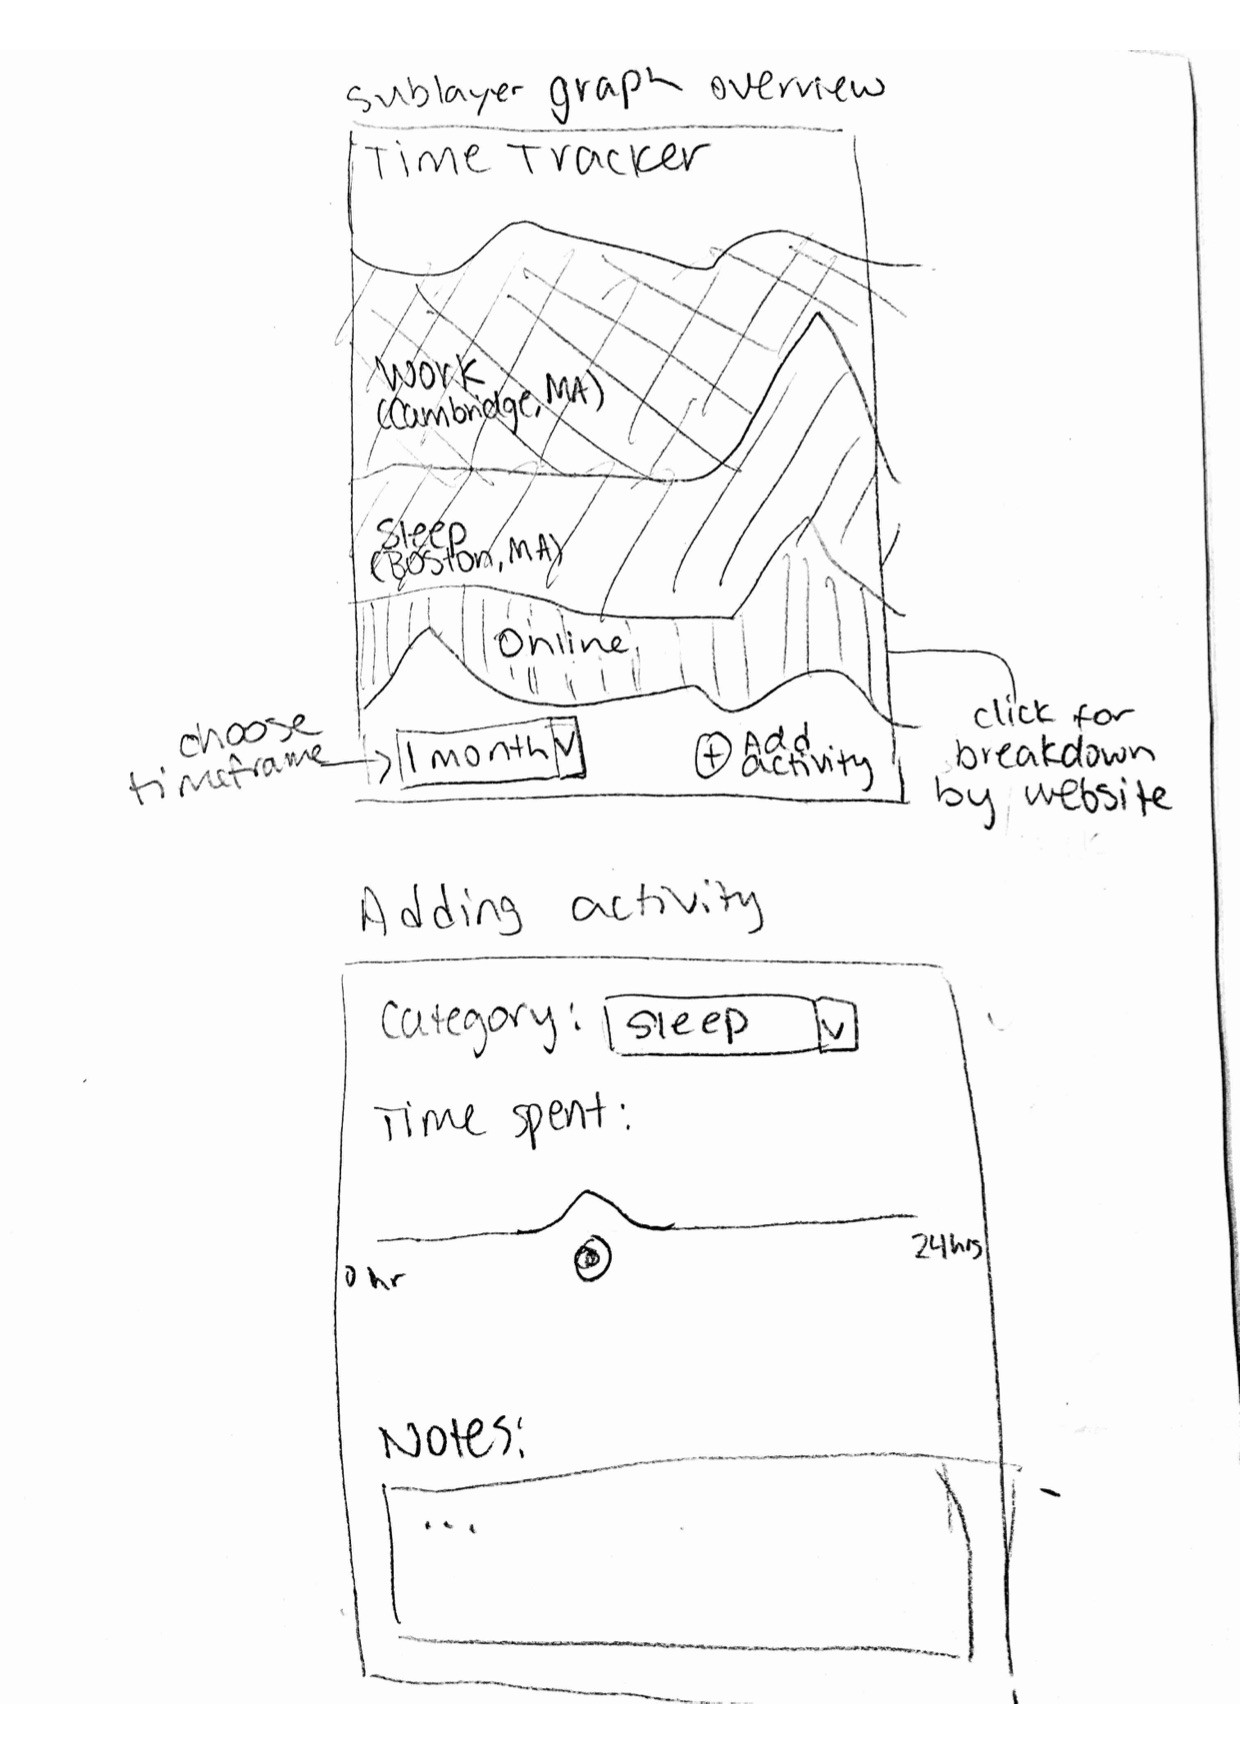 Sublayer graph overview
Time Tracker
Work
(Cambridge, MA)
Sleep
(Boston, MA)
Online
choose
timeframe
1 month
Add
activity
click for
breakdown
by website
Adding activity
Category: Sleep
Time spent:
0 hr
24hrs
Notes:
...